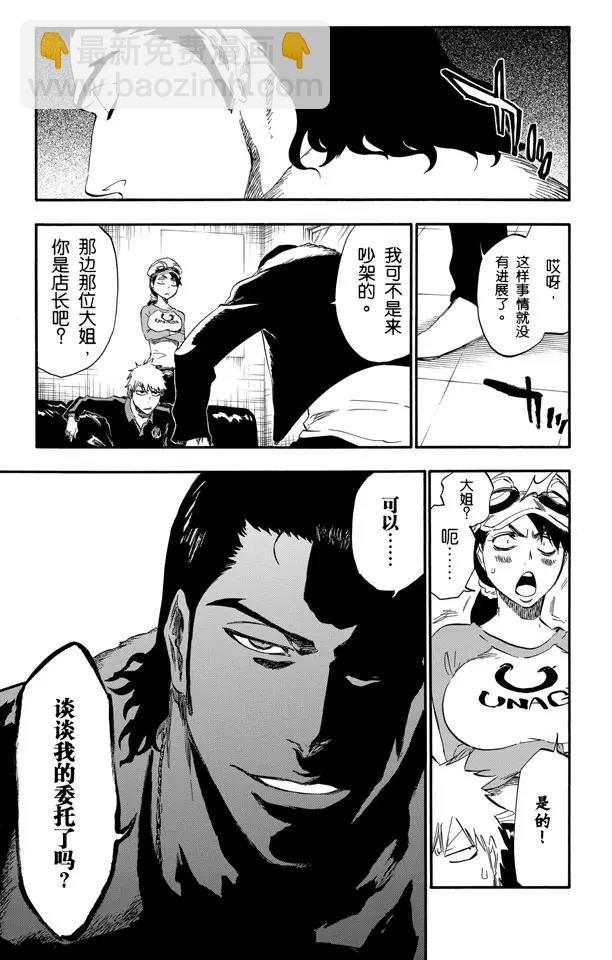 最新免费漫画
www.baozimh.com
哎呀，
这样事情就没
有进展了。
我可不是来
吵架的。
那边那位大姐，
你是店长吧？
大姐？
呃…
UNAG
是的！
可以……
谈谈我的委托了吗？